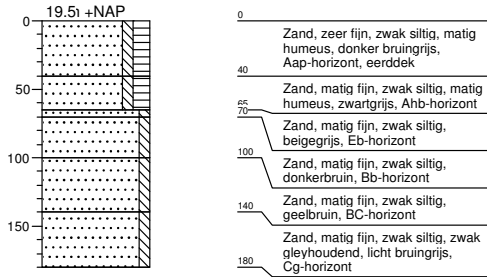 19.51 +NAP
0
50
100
150
0
Zand, zeer fijn, zwak siltig, matig
humeus, donker bruingrijs,
Aap-horizont, eerddek
40
Zand, matig fijn, zwak siltig, matig
humeus, zwartgrijs, Ahb-horizont
65
70
Zand, matig fijn, zwak siltig,
beigegrijs, Eb-horizont
100
Zand, matig fijn, zwak siltig,
donkerbruin, Bb-horizont
140
Zand, matig fijn, zwak siltig,
geelbruin, BC-horizont
Zand, matig fijn, zwak siltig, zwak
gleyhoudend, licht bruingrijs,
Cg-horizont
180